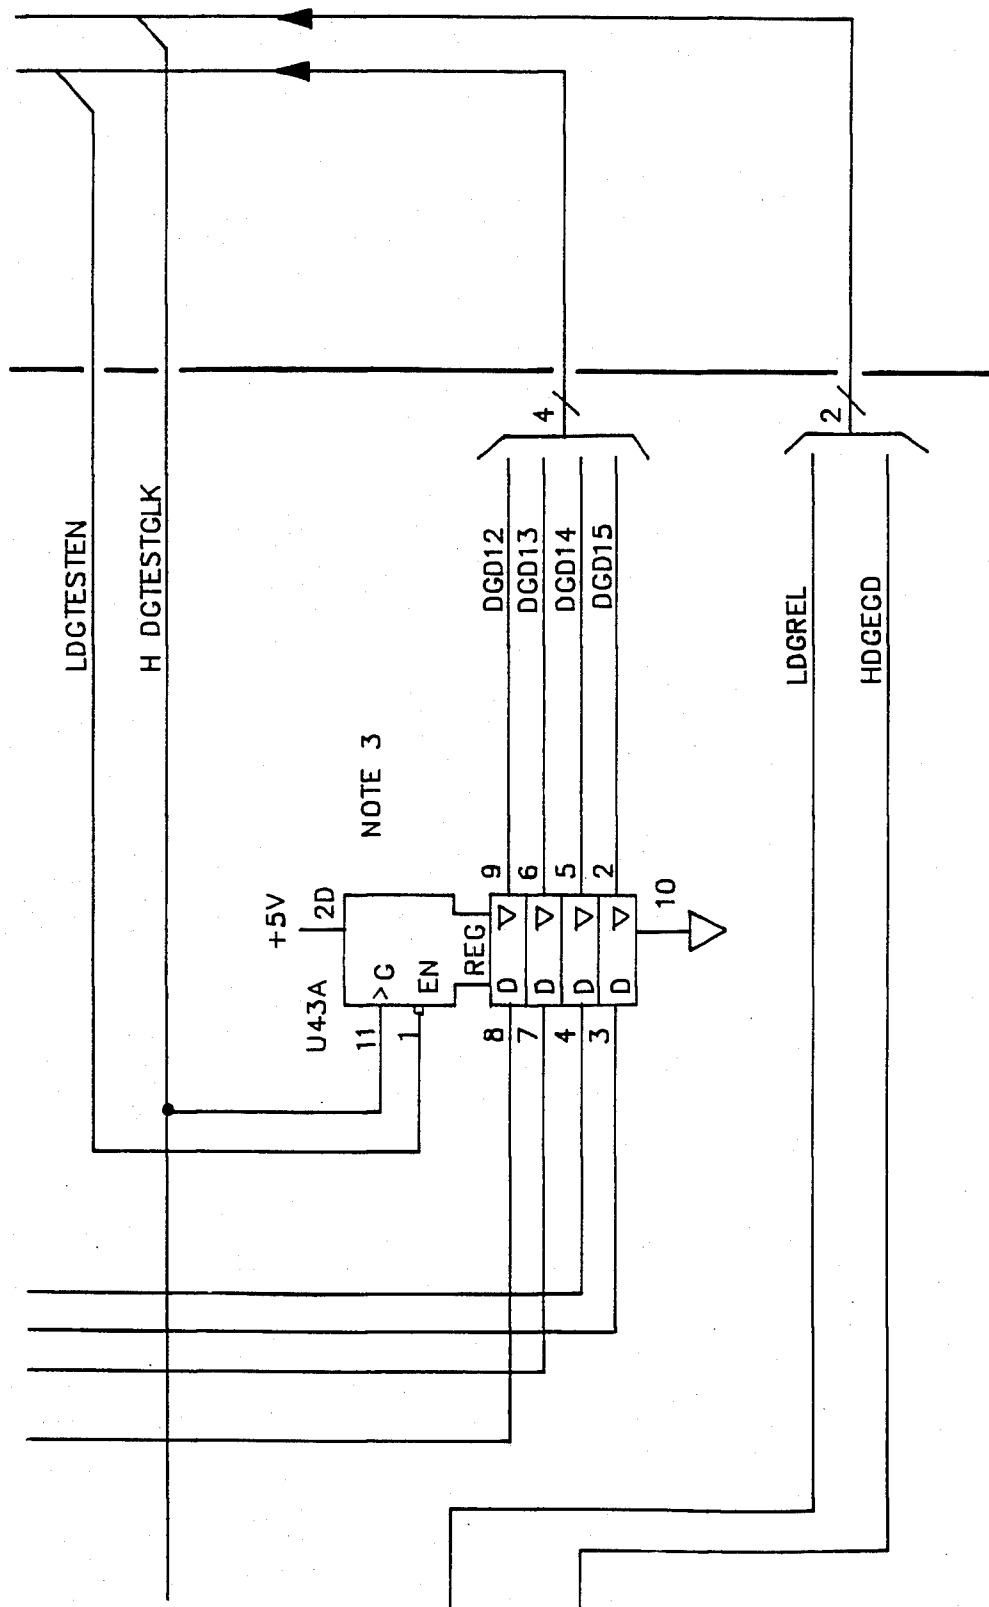 LDGTESTEN
H DGTESTGLK
4
2
DGD12
DGD13
DGD14
DGD15
LDGREL
HDGEGD
NOTE 3
+5V
2D
U43A
>G
EN
11
1
REG
9
6
5
2
10
D
D
D
D
8
7
4
3